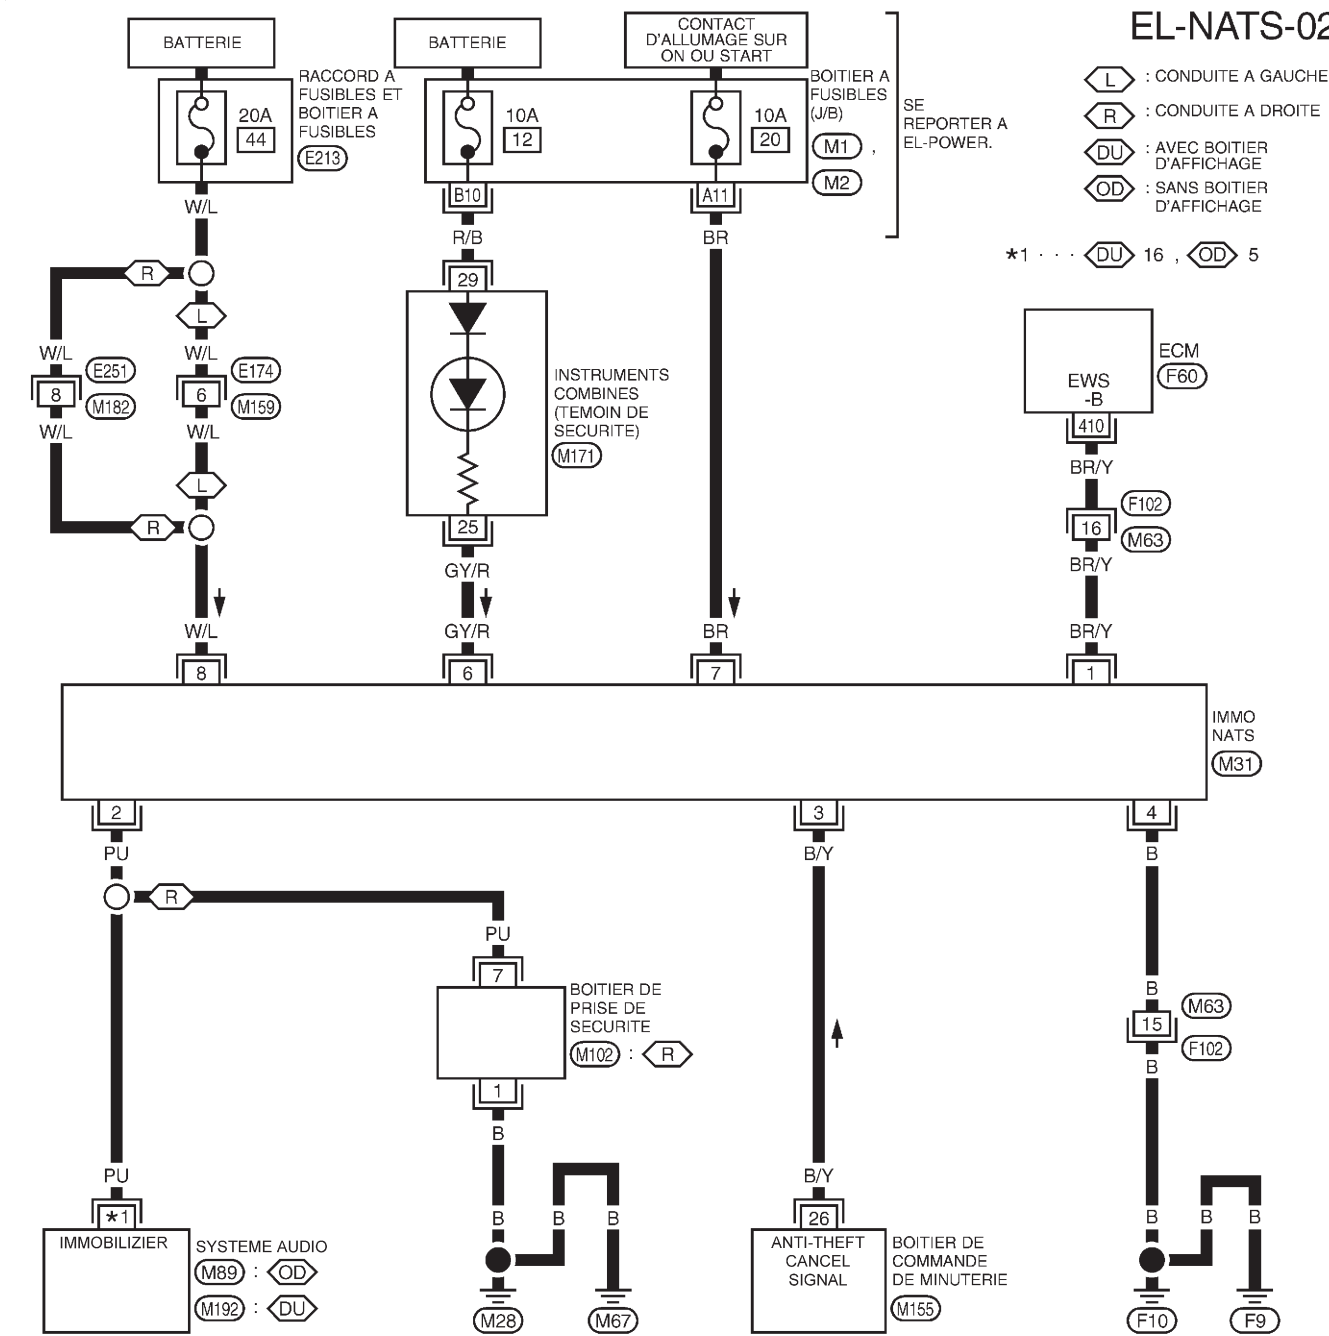 EL-NATS-02
BATTERIE
BATTERIE
CONTACT
D'ALLUMAGE SUR
ON OU START
L : CONDUITE A GAUCHE
R : CONDUITE A DROITE
DU : AVEC BOITIER
D'AFFICHAGE
OD : SANS BOITIER
D'AFFICHAGE
*1 · · · DU 16 , OD 5
20A
44
RACCORD A
FUSIBLES ET
BOITIER A
FUSIBLES
E213
10A
12
10A
20
BOITIER A
FUSIBLES
(J/B)
M1 ,
M2
SE
REPORTER A
EL-POWER.
W/L
B10
A11
R/B
BR
R
L
29
W/L
W/L
E251
E174
8
6
M182
M159
W/L
W/L
L
R
INSTRUMENTS
COMBINES
(TEMOIN DE
SECURITE)
M171
25
GY/R
EWS
-B
ECM
F60
410
BR/Y
F102
16
M63
BR/Y
W/L
GY/R
BR
BR/Y
8
6
7
1
IMMO
NATS
M31
2
3
4
PU
B/Y
B
R
PU
7
BOITIER DE
PRISE DE
SECURITE
M102 : R
1
B
B
M63
15
F102
B
PU
B/Y
*1
B
B
B
26
B
B
B
IMMOBILIZIER
SYSTEME AUDIO
M89 : OD
M192 : DU
M28
M67
ANTI-THEFT
CANCEL
SIGNAL
BOITIER DE
COMMANDE
DE MINUTERIE
M155
F10
F9